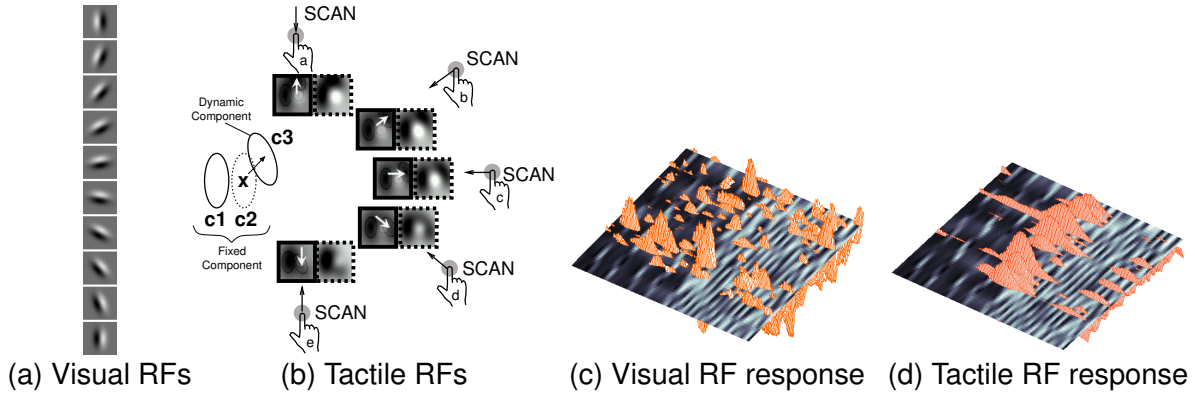 SCAN
a
SCAN
b
Dynamic
Component
c3
x
c1 c2
Fixed
Component
SCAN
c
SCAN
d
SCAN
e
(a) Visual RFs
(b) Tactile RFs
(c) Visual RF response
(d) Tactile RF response